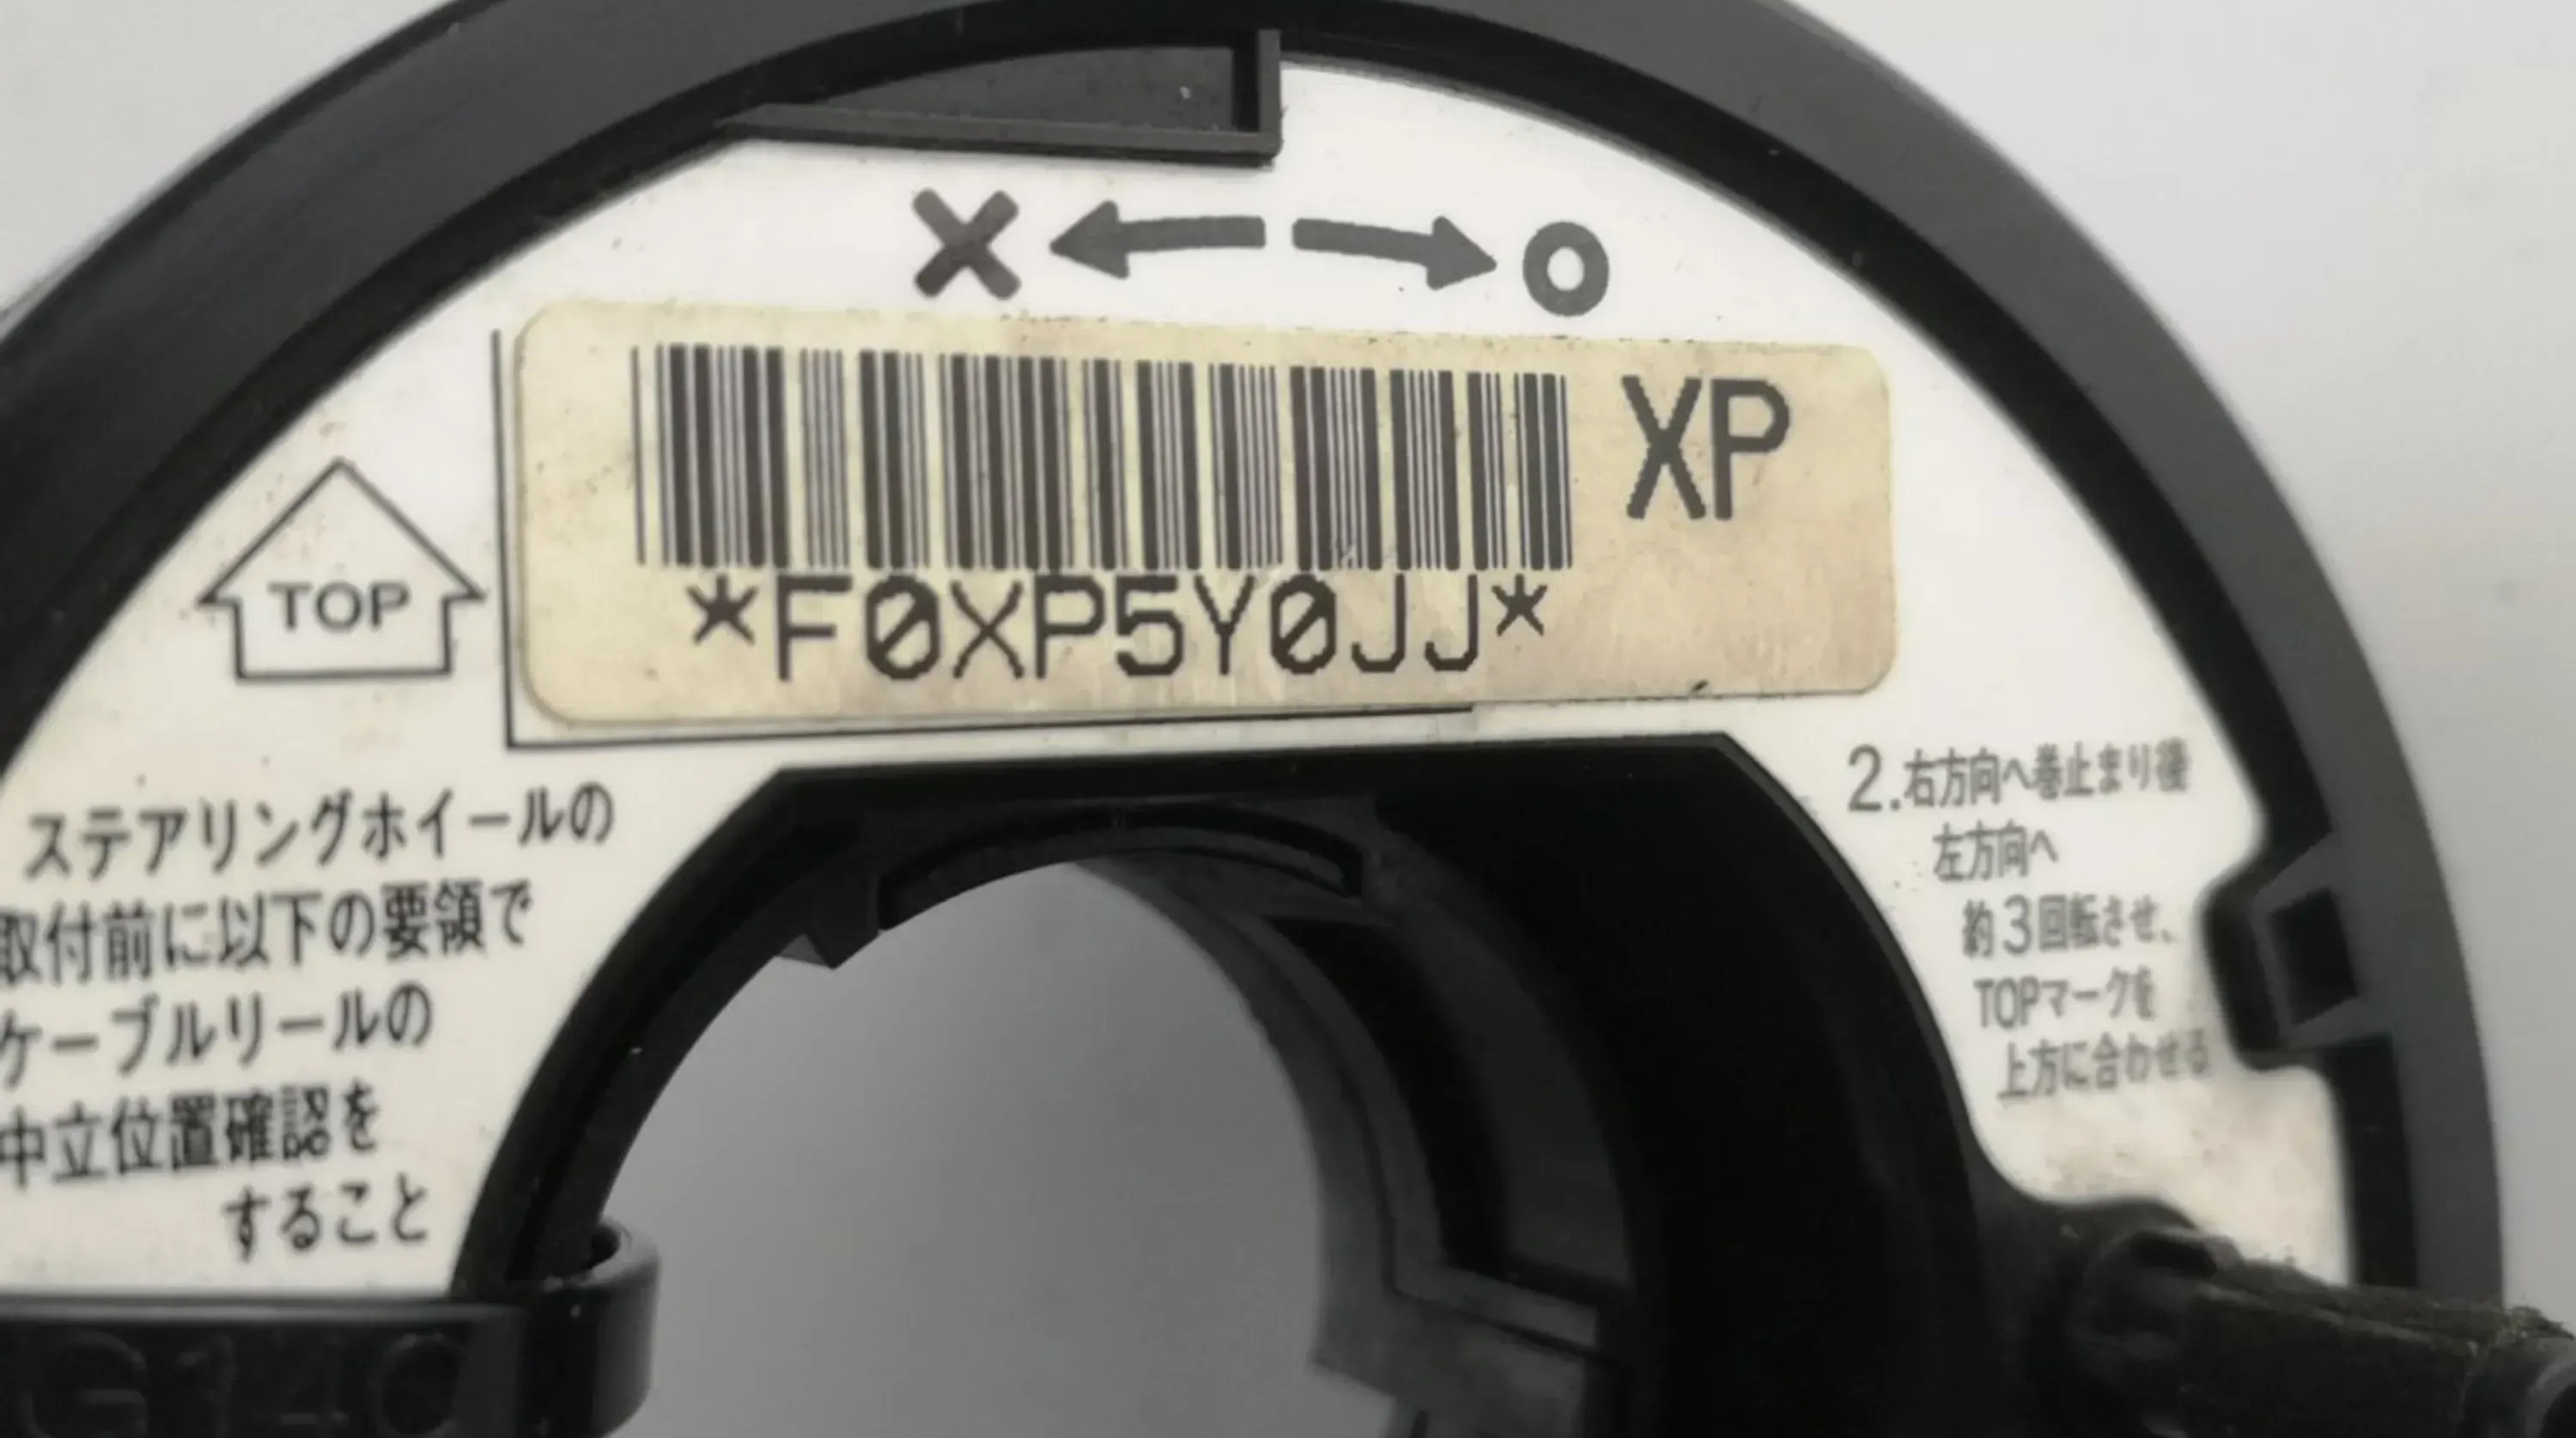 XP
*F0XP5Y0JJ*
TOP
ステアリングホイールの
取付前に以下の要領で
ケーブルリールの
中立位置確認を
すること
2.右方向へ巻止まり後
左方向へ
約3回転させ、
TOPマークを
上方に合わせる